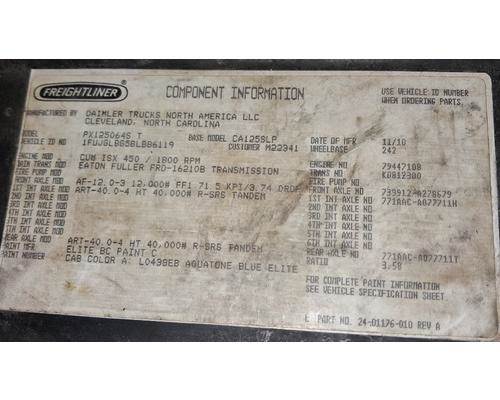 FREIGHTLINER
COMPONENT INFORMATION
USE VEHICLE ID NUMBER
WHEN ORDERING PARTS.
MANUFACTURED BY DAIMLER TRUCKS NORTH AMERICA LLC
CLEVELAND, NORTH CAROLINA
MODEL PX125064S T BASE MODEL CA125SLP DATE OF MFR 11/10
VEHICLE ID NO CUSTOMER M22341 WHEELBASE 242
ENGINE MOD CUM ISX 450 / 1800 RPM ENGINE NO
MAIN TRANS MOD EATON FULLER FRO-16210B TRANSMISSION MAIN TRANS NO
FIRE PUMP MOD FIRE PUMP NO
FRONT AXLE MOD AF-12.0-3 12,000# FF1 71.5 KPI/3.74 DROP FRONT AXLE NO
1ST INT AXLE MOD ART-40.0-4 HT 40,000# R-SRS TANDEM 1ST INT AXLE NO
2ND INT AXLE MOD 2ND INT AXLE NO
3RD INT AXLE MOD 3RD INT AXLE NO
4TH INT AXLE MOD 4TH INT AXLE NO
5TH INT AXLE MOD 5TH INT AXLE NO
6TH INT AXLE MOD 6TH INT AXLE NO
REAR AXLE MOD ART-40.0-4 HT 40,000# R-SRS TANDEM REAR AXLE NO
PAINT MFR ELITE BC PAINT RATIO 3.58
PAINT NUMBER CAB COLOR A: L0498EB AQUATONE BLUE ELITE
FOR COMPLETE PAINT INFORMATION
SEE VEHICLE SPECIFICATION SHEET.
PART NO. 24-01176-010 REV A